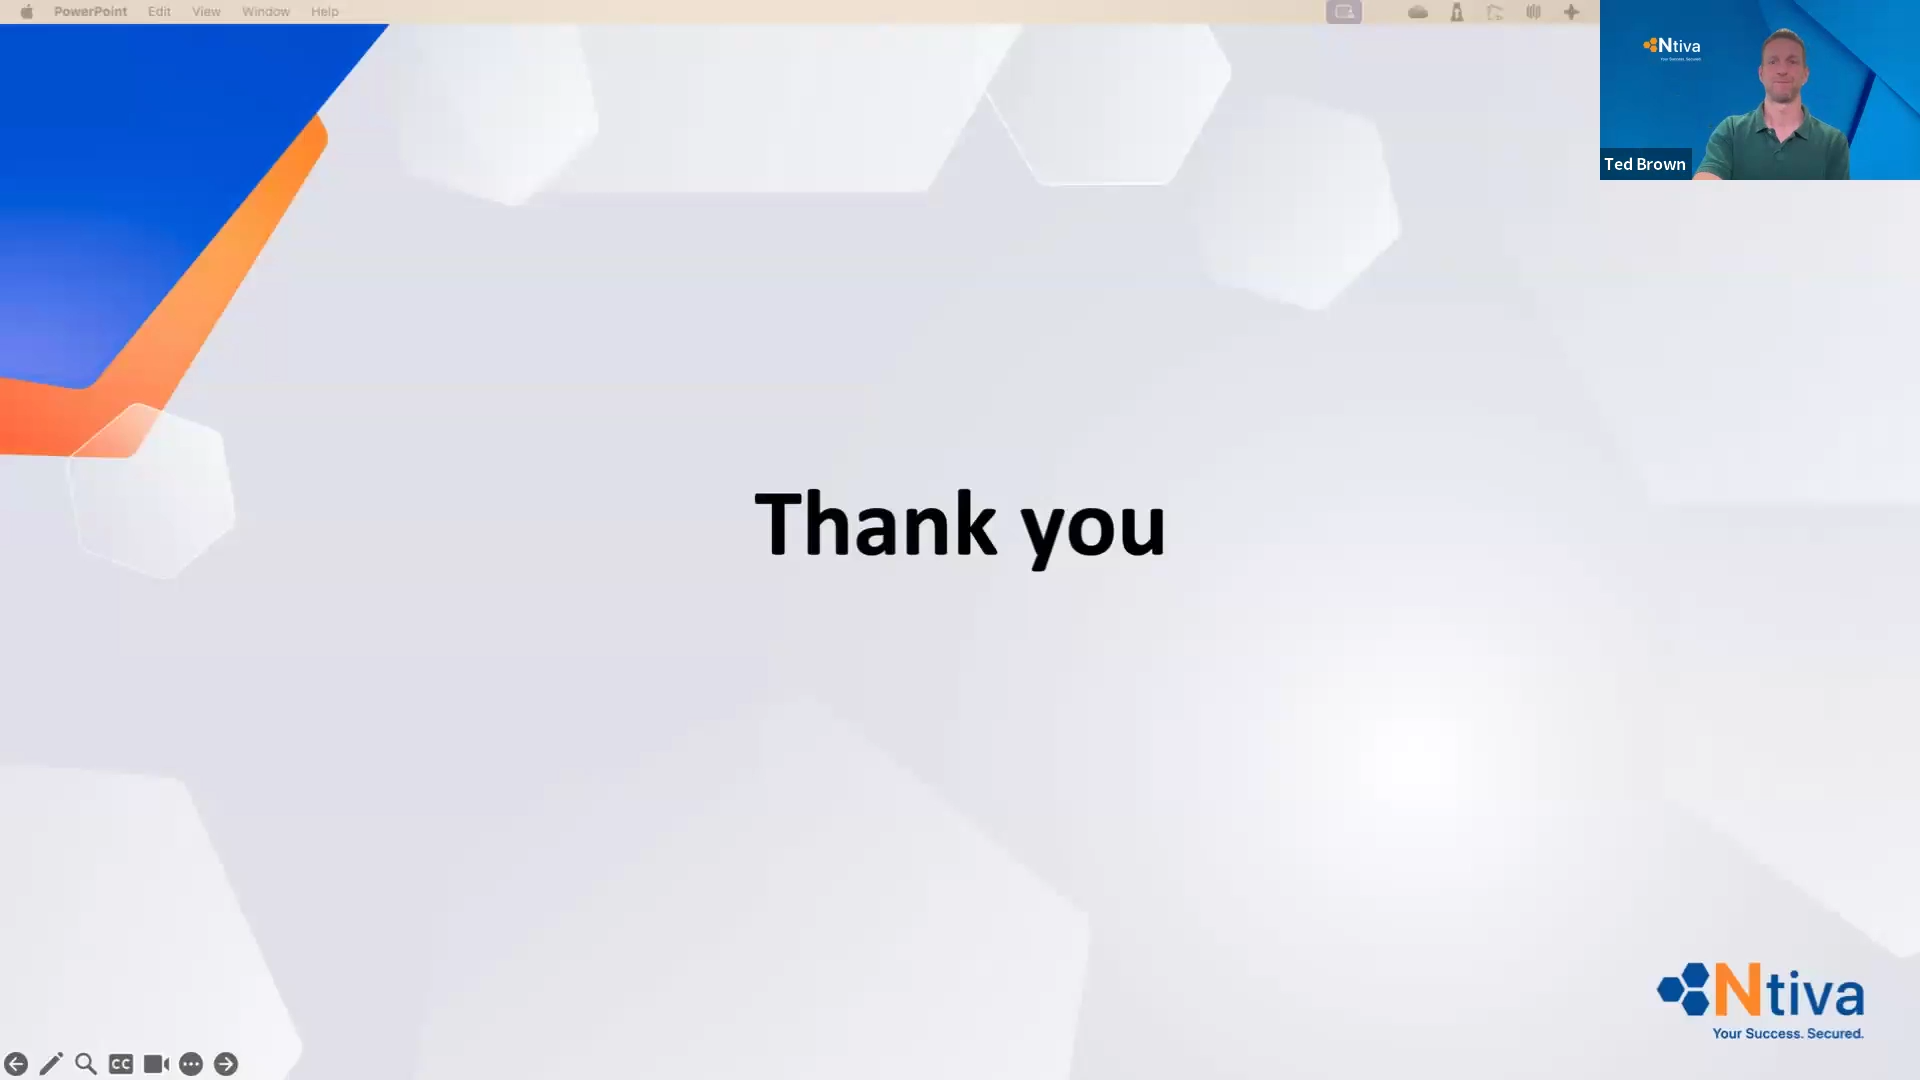 PowerPoint Edit View Window Help
Ntiva
Ted Brown
Thank you
Ntiva
Your Success. Secured.
CC